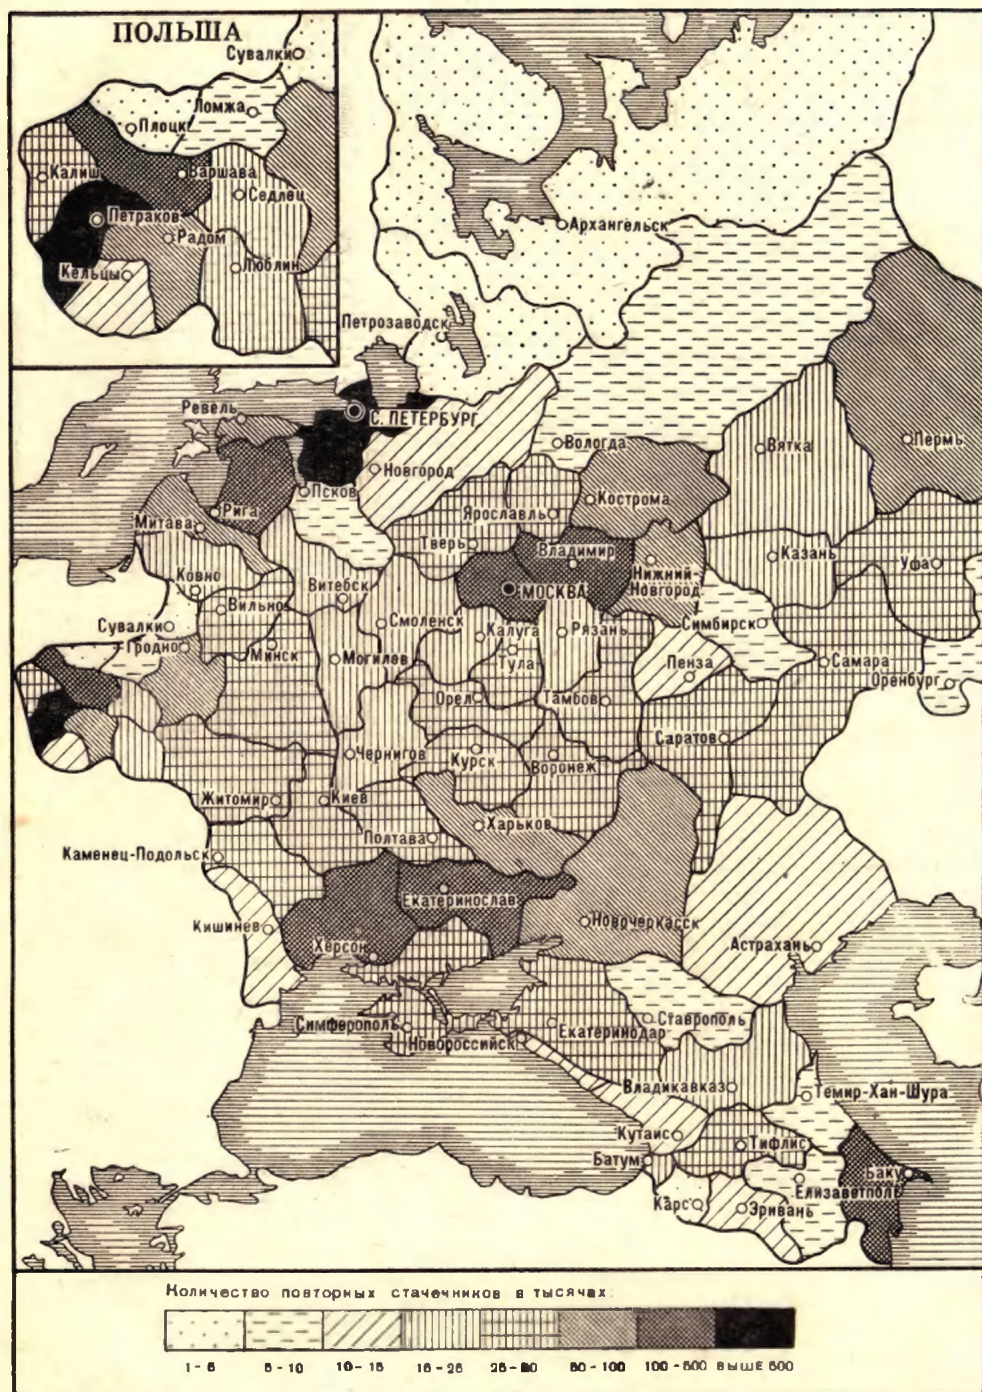 ПОЛЬША
Сувалки
Ломжа
Плоцк
Калиш
Варшава
Седлец
Петраков
Радом
Люблин
Кельцы
Архангельск
Петрозаводск
Ревель
С. ПЕТЕРБУРГ
Вологда
Вятка
Пермь
Новгород
Псков
Кострома
Рига
Ярославль
Митава
Тверь
Владимир
Казань
Уфа
Нижний-
Новгород
Ковно
Витебск
МОСКВА
Вильно
Сувалки
Смоленск
Калуга
Рязань
Симбирск
Гродно
Минск
Могилев
Тула
Пенза
Самара
Оренбург
Орел
Тамбов
Саратов
Чернигов
Курск
Воронеж
Житомир
Киев
Полтава
Харьков
Каменец-Подольск
Екатеринослав
Кишинев
Новочеркасск
Херсон
Астрахань
Симферополь
Новороссийск
Екатеринодар
Ставрополь
Владикавказ
Темир-Хан-Шура
Кутаис
Тифлис
Батум
Баку
Елизаветполь
Карс
Эривань
Количество повторных стачечников в тысячах:
1-5 5-10 10-15 15-25 50-100 100-500 ВЫШЕ 500